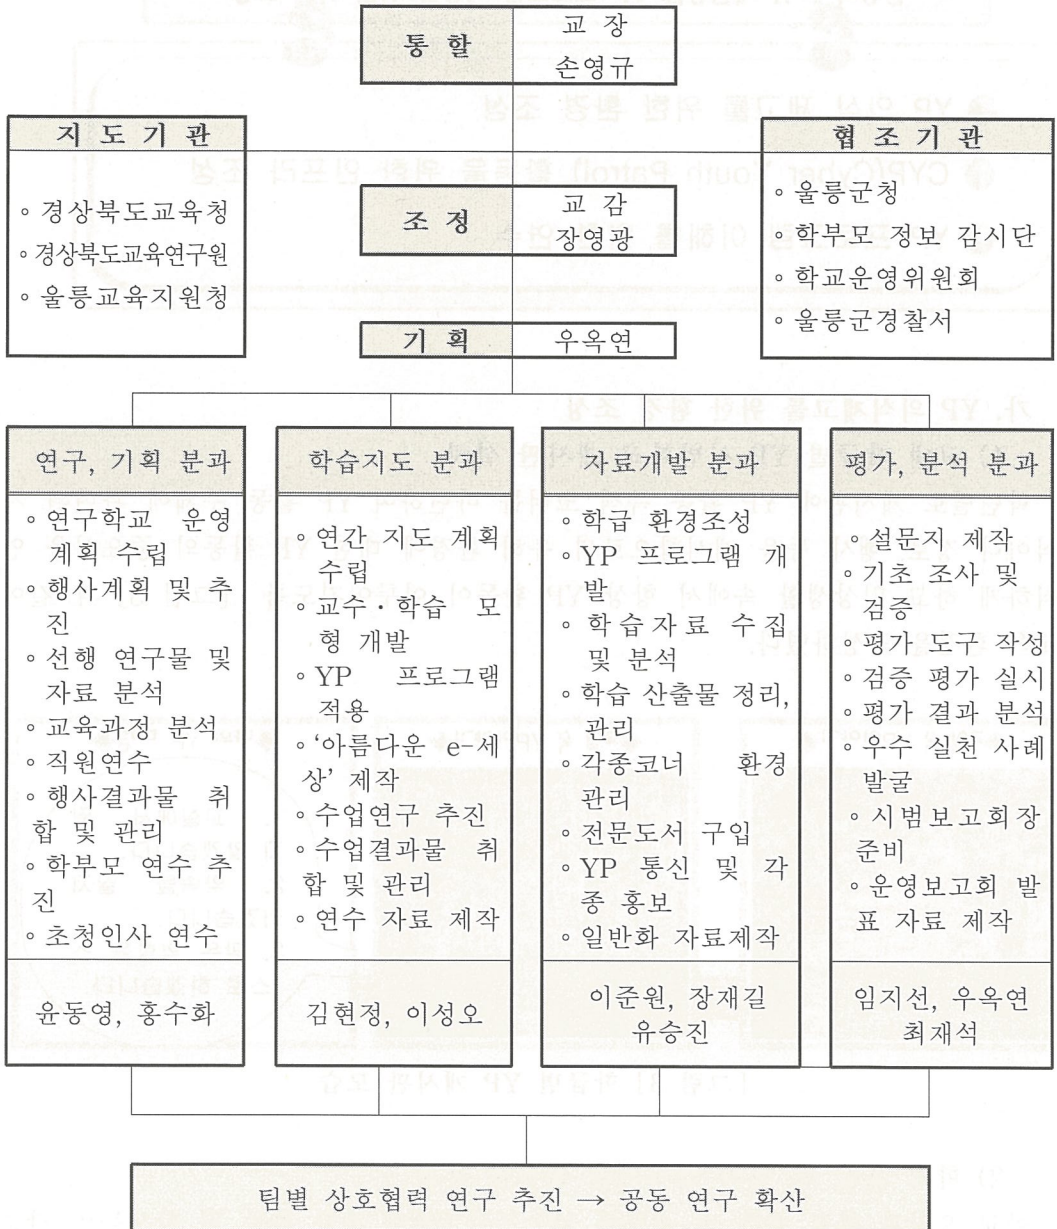 통 할
교 장
손영규
지 도 기 관
◦ 경상북도교육청
◦ 경상북도교육연구원
◦ 울릉교육지원청
조 정
교 감
장영광
협 조 기 관
◦ 울릉군청
◦ 학부모 정보 감시단
◦ 학교운영위원회
◦ 울릉군경찰서
기 획
우옥연
연구, 기획 분과
◦ 연구학교 운영
계획 수립
◦ 행사계획 및 추
진
◦ 선행 연구물 및
자료 분석
◦ 교육과정 분석
◦ 직원연수
◦ 행사결과물 취
합 및 관리
◦ 학부모 연수 추
진
◦ 초청인사 연수
윤동영, 홍수화
학습지도 분과
◦ 연간 지도 계획
수립
◦ 교수·학습 모
형 개발
◦ YP 프로그램
적용
◦ ‘아름다운 e-세
상’ 제작
◦ 수업연구 추진
◦ 수업결과물 취
합 및 관리
◦ 연수 자료 제작
김현정, 이성오
자료개발 분과
◦ 학급 환경조성
◦ YP 프로그램 개
발
◦ 학습자료 수집
및 분석
◦ 학습 산출물 정리,
관리
◦ 각종코너 환경
관리
◦ 전문도서 구입
◦ YP 통신 및 각
종 홍보
◦ 일반화 자료제작
이준원, 장재길
유승진
평가, 분석 분과
설문지 제작
◦ 기초 조사 및
검증
◦ 평가 도구 작성
◦ 검증 평가 실시
◦ 평가 결과 분석
◦ 우수 실천 사례
발굴
◦ 시범보고회장
준비
◦ 운영보고회 발
표 자료 제작
임지선, 우옥연
최재석
팀별 상호협력 연구 추진 → 공동 연구 확산